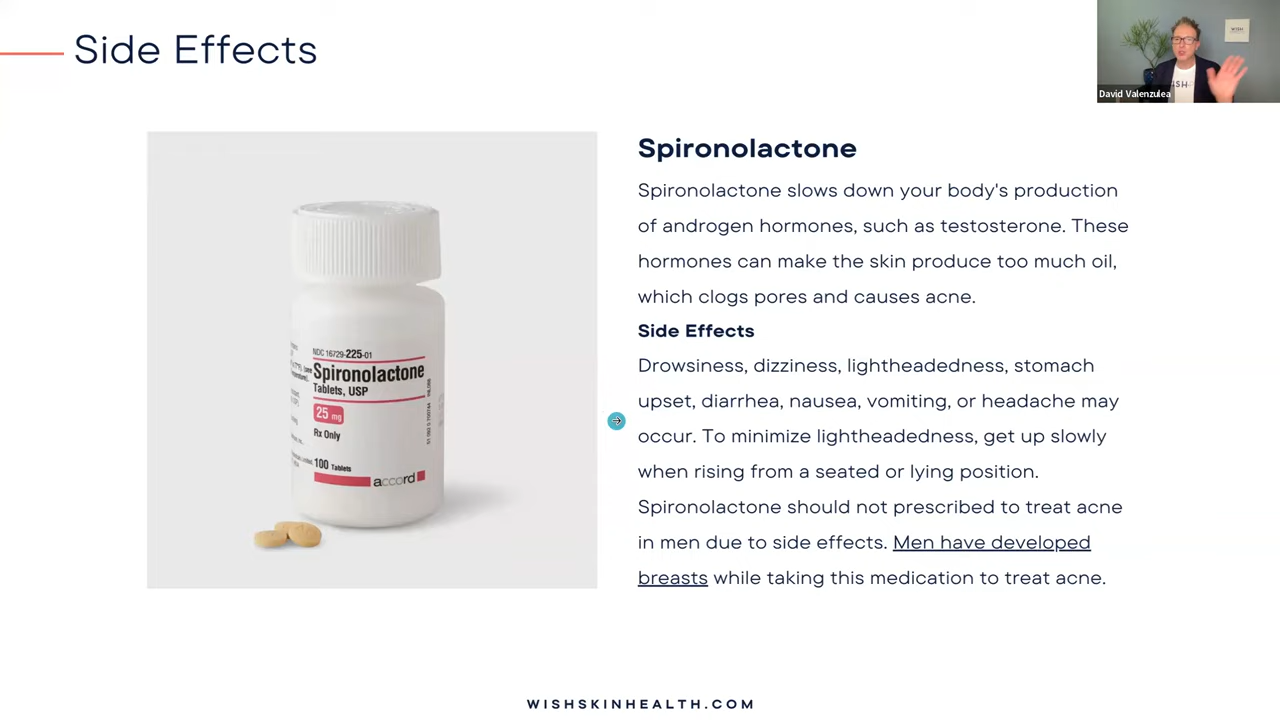 Side Effects
WISH
David Valenzulea
NDC 16729-225-01
Spironolactone
Tablets, USP
25 mg
Rx Only
100 Tablets
accord
Spironolactone
Spironolactone slows down your body's production
of androgen hormones, such as testosterone. These
hormones can make the skin produce too much oil,
which clogs pores and causes acne.
Side Effects
Drowsiness, dizziness, lightheadedness, stomach
upset, diarrhea, nausea, vomiting, or headache may
occur. To minimize lightheadedness, get up slowly
when rising from a seated or lying position.
Spironolactone should not prescribed to treat acne
in men due to side effects. Men have developed
breasts while taking this medication to treat acne.
WISHSKINHEALTH.COM